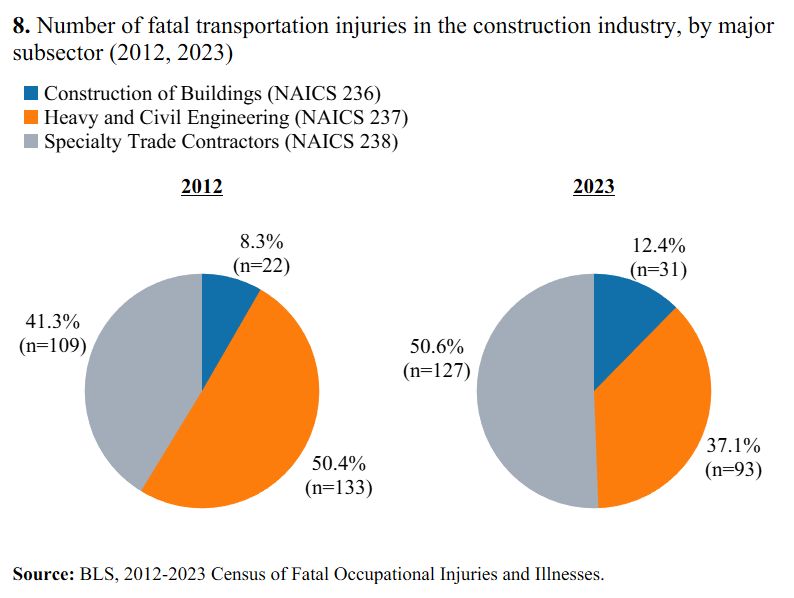 8. Number of fatal transportation injuries in the construction industry, by major
subsector (2012, 2023)
Construction of Buildings (NAICS 236)
Heavy and Civil Engineering (NAICS 237)
Specialty Trade Contractors (NAICS 238)
2012
8.3%
(n=22)
41.3%
(n=109)
50.4%
(n=133)
2023
12.4%
(n=31)
50.6%
(n=127)
37.1%
(n=93)
Source: BLS, 2012-2023 Census of Fatal Occupational Injuries and Illnesses.